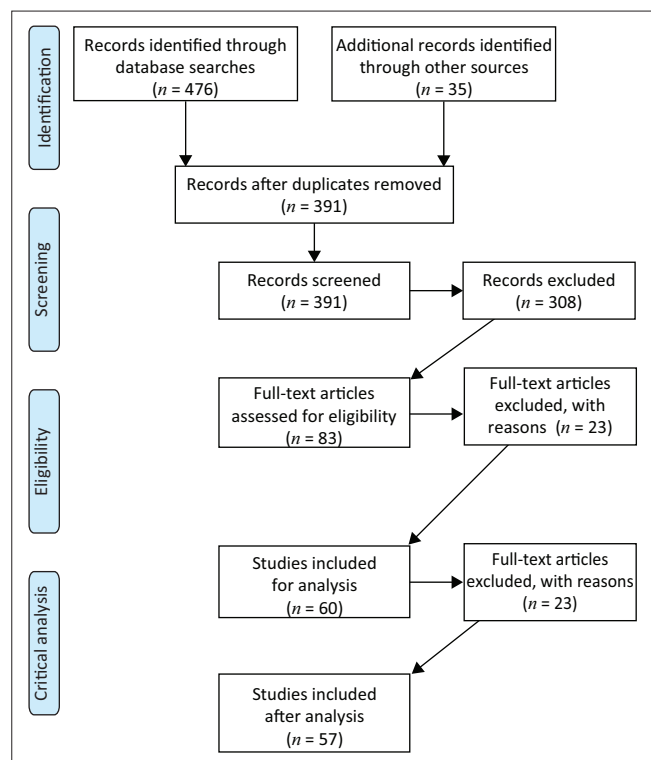 Identification
Records identified through
database searches
(n = 476)
Additional records identified
through other sources
(n = 35)
Records after duplicates removed
(n = 391)
Screening
Records screened
(n = 391)
Records excluded
(n = 308)
Eligibility
Full-text articles
assessed for eligibility
(n = 83)
Full-text articles
excluded, with
reasons (n = 23)
Critical analysis
Studies included
for analysis
(n = 60)
Full-text articles
excluded, with reasons
(n = 23)
Studies included
after analysis
(n = 57)